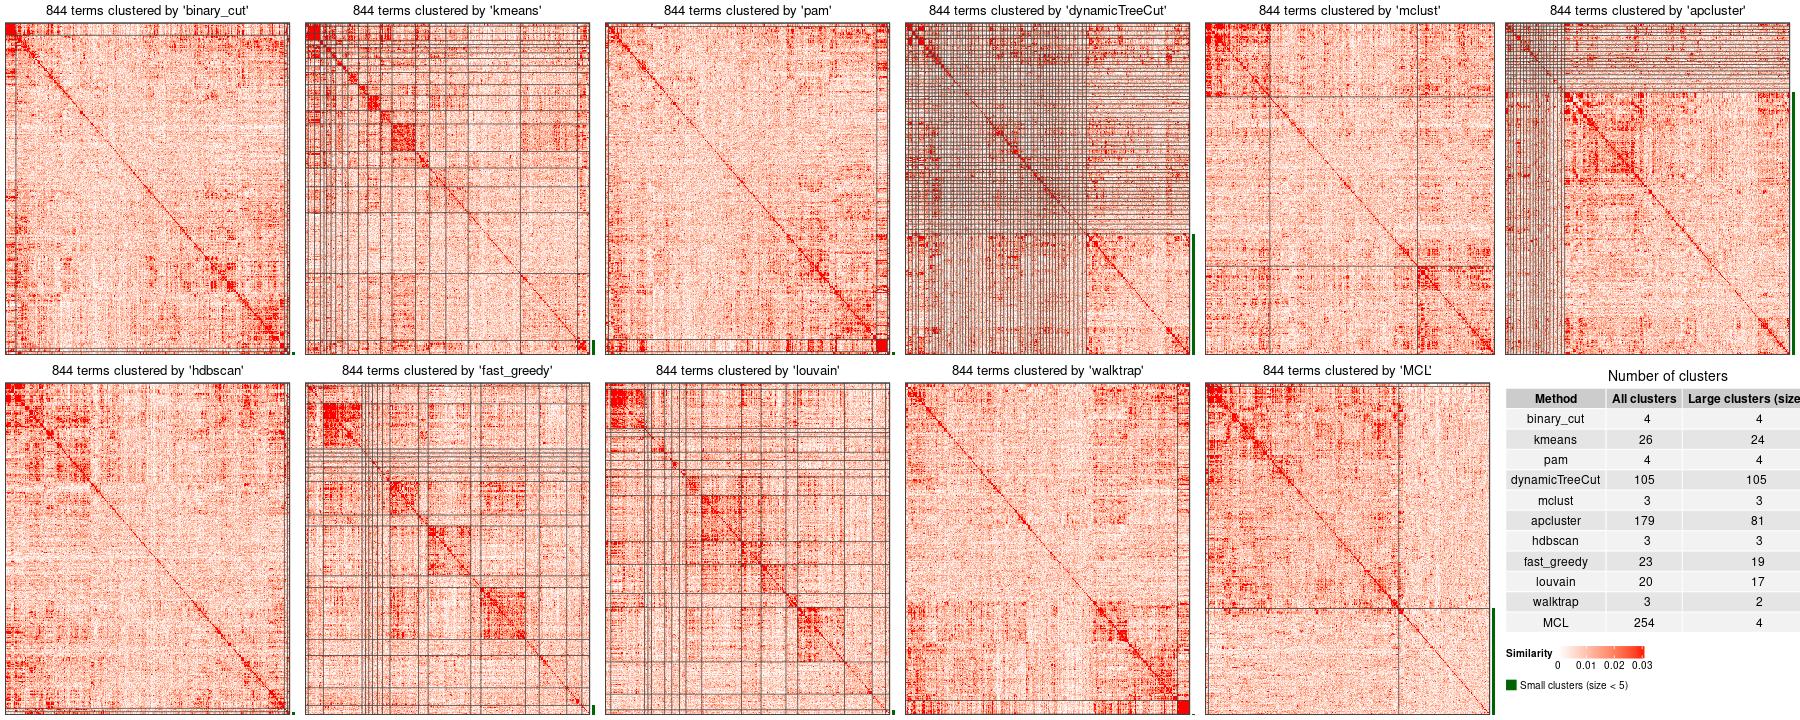 844 terms clustered by 'binary_cut'
844 terms clustered by 'kmeans'
844 terms clustered by 'pam'
844 terms clustered by 'dynamicTreeCut'
844 terms clustered by 'mclust'
844 terms clustered by 'apcluster'
844 terms clustered by 'hdbscan'
844 terms clustered by 'fast_greedy'
844 terms clustered by 'louvain'
844 terms clustered by 'walktrap'
844 terms clustered by 'MCL'
Number of clusters
Method All clusters Large clusters (size
binary_cut 4 4
kmeans 26 24
pam 4 4
dynamicTreeCut 105 105
mclust 3 3
apcluster 179 81
hdbscan 3 3
fast_greedy 23 19
louvain 20 17
walktrap 3 2
MCL 254 4
Similarity
0 0.01 0.02 0.03
Small clusters (size < 5)